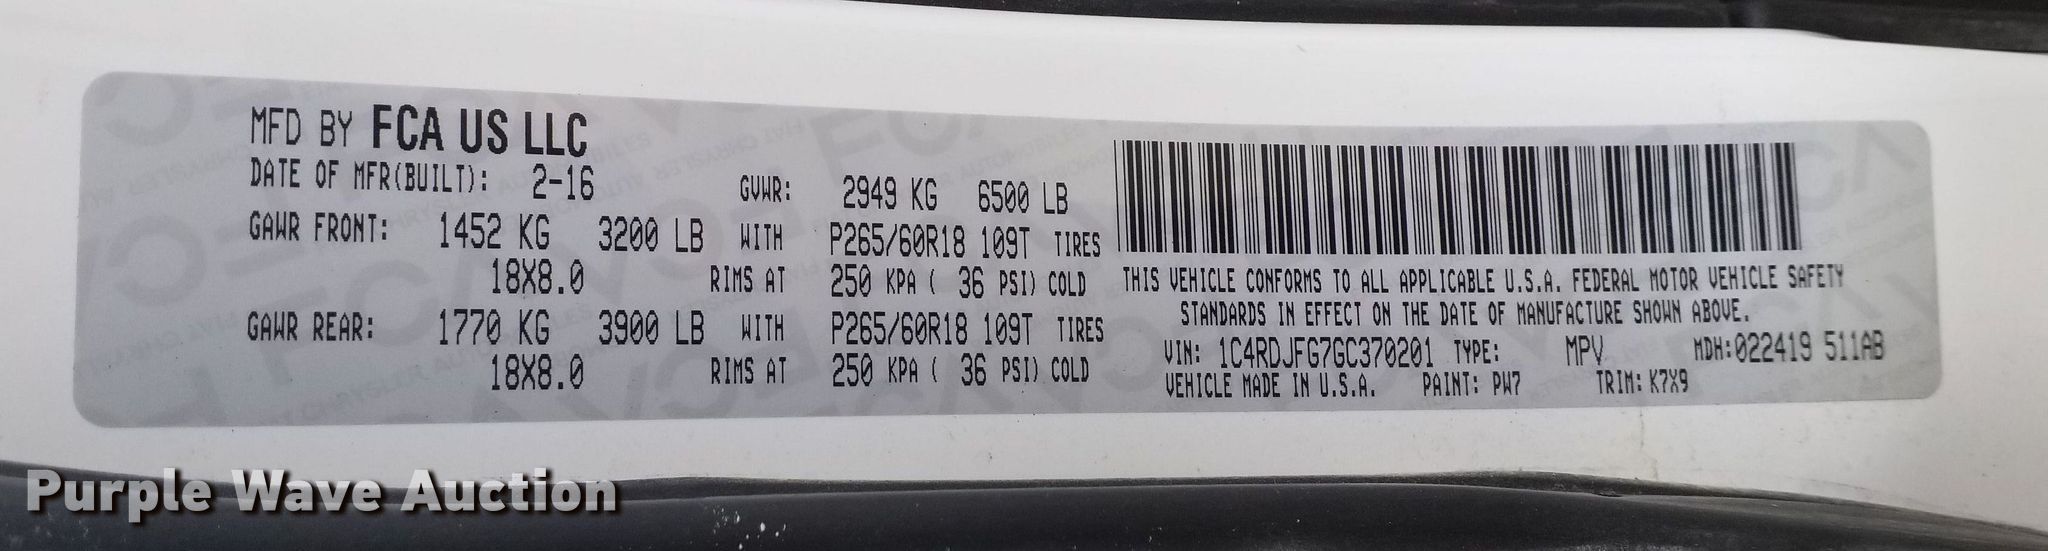 MFD BY FCA US LLC
DATE OF MFR(BUILT): 2-16 GVWR: 2949 KG 6500 LB
GAWR FRONT: 1452 KG 3200 LB WITH P265/60R18 109T TIRES
18X8.0 RIMS AT 250 KPA ( 36 PSI) COLD
GAWR REAR: 1770 KG 3900 LB WITH P265/60R18 109T TIRES
18X8.0 RIMS AT 250 KPA ( 36 PSI) COLD
THIS VEHICLE CONFORMS TO ALL APPLICABLE U.S.A. FEDERAL MOTOR VEHICLE SAFETY
STANDARDS IN EFFECT ON THE DATE OF MANUFACTURE SHOWN ABOVE.
VIN: 1C4RDJFG7GC370201 TYPE: MPV MDH:022419 511AB
VEHICLE MADE IN U.S.A. PAINT: PW7 TRIM: K7X9
Purple Wave Auction